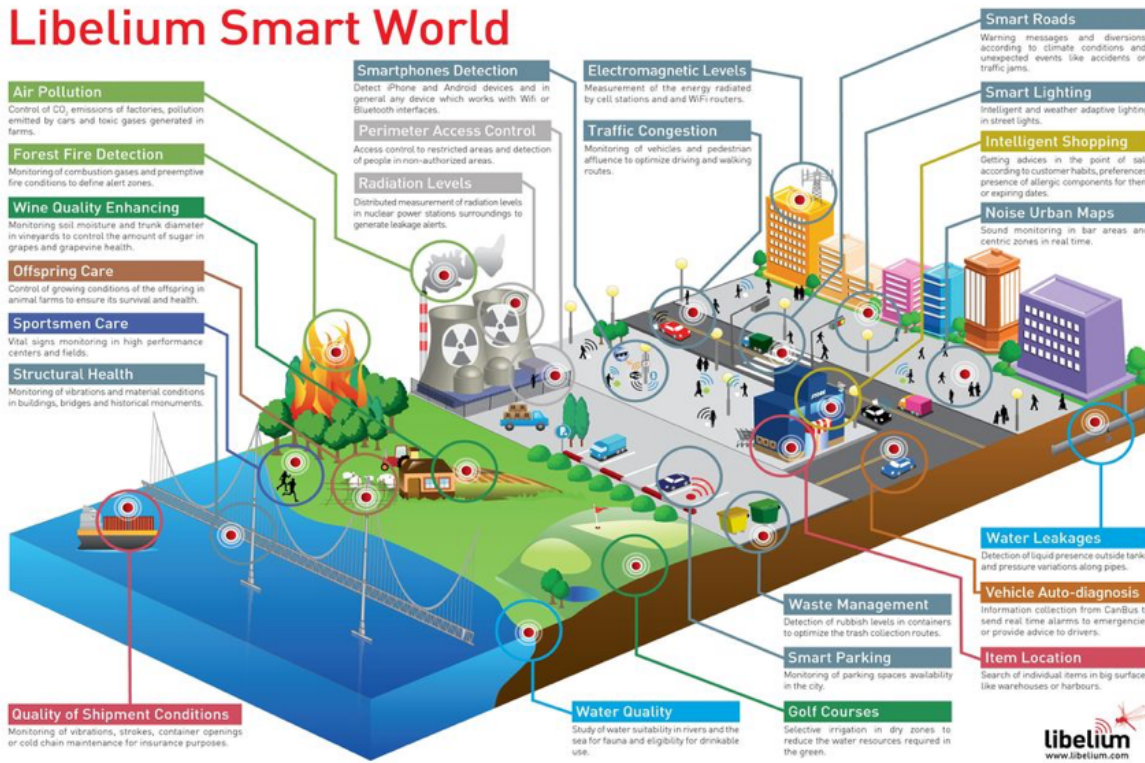 Libelium Smart World
Air Pollution
Control of CO₂ emissions of factories, pollution
emitted by cars and toxic gases generated in
farms.
Forest Fire Detection
Monitoring of combustion gases and preemptive
fire conditions to define alert zones.
Wine Quality Enhancing
Monitoring soil moisture and trunk diameter
in vineyards to control the amount of sugar in
grapes and grapevine health.
Offspring Care
Control of growing conditions of the offspring in
animal farms to ensure its survival and health.
Sportsmen Care
Vital signs monitoring in high performance
centers and fields.
Structural Health
Monitoring of vibrations and material conditions
in buildings, bridges and historical monuments.
Quality of Shipment Conditions
Monitoring of vibrations, strokes, container openings
or cold chain maintenance for insurance purposes.
Smartphones Detection
Detect iPhone and Android devices and in
general any device which works with Wifi or
Bluetooth interfaces.
Perimeter Access Control
Access control to restricted areas and detection
of people in non-authorized areas.
Radiation Levels
Distributed measurement of radiation levels
in nuclear power stations surroundings to
generate leakage alerts.
Electromagnetic Levels
Measurement of the energy radiated
by cell stations and and WiFi routers.
Traffic Congestion
Monitoring of vehicles and pedestrian
affluence to optimize driving and walking
routes.
Smart Roads
Warning messages and diversions
according to climate conditions and
unexpected events like accidents or
traffic jams.
Smart Lighting
Intelligent and weather adaptive lighting
in street lights.
Intelligent Shopping
Getting advices in the point of sal
according to customer habits, preferences
presence of allergic components for them
or expiring dates.
Noise Urban Maps
Sound monitoring in bar areas and
centric zones in real time.
P
Water Leakages
Detection of liquid presence outside tank
and pressure variations along pipes.
Vehicle Auto-diagnosis
Information collection from CanBus t
send real time alarms to emergencie
or provide advice to drivers.
Item Location
Search of individual items in big surface
like warehouses or harbours.
Waste Management
Detection of rubbish levels in containers
to optimize the trash collection routes.
Smart Parking
Monitoring of parking spaces availability
in the city.
Golf Courses
Selective irrigation in dry zones to
reduce the water resources required in
the green.
Water Quality
Study of water suitability in rivers and the
sea for fauna and eligibility for drinkable
use.
libelium
www.libelium.com